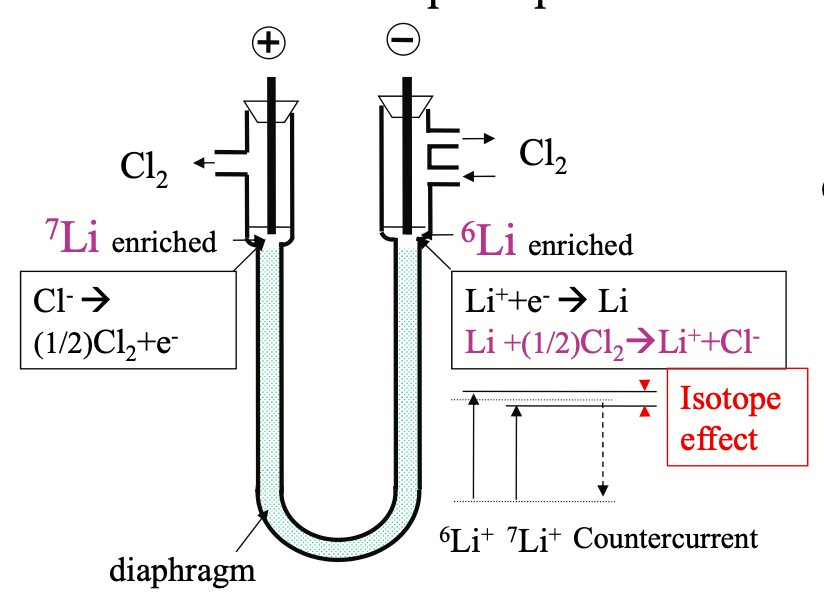 +
−
Cl₂
Cl₂
⁷Li enriched
⁶Li enriched
Cl⁻ →
(1/2)Cl₂+e⁻
Li⁺+e⁻ → Li
Li +(1/2)Cl₂→Li⁺+Cl⁻
Isotope
effect
⁶Li⁺ ⁷Li⁺ Countercurrent
diaphragm